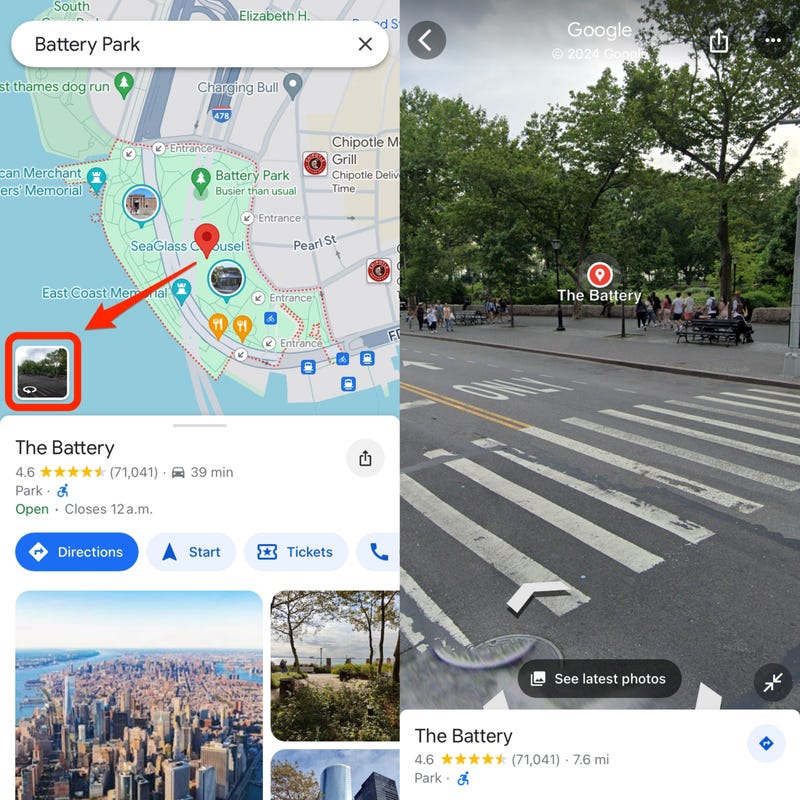 South
Elizabeth H.
Battery Park
st thames dog run
Charging Bull
478
Entrance
Chipotle M
Grill
Chipotle Deliv
Time
can Merchant
ers' Memorial
Battery Park
Busier than usual
Entrance
SeaGlass C ousel
Pearl St
East Coast Memorial
Entrance
Entrance
The Battery
4.6 (71,041) · 39 min
Park ·
Open · Closes 12 a.m.
Directions
Start
Tickets
Google
© 2024 Google
The Battery
ONLY
See latest photos
The Battery
4.6 (71,041) · 7.6 mi
Park ·